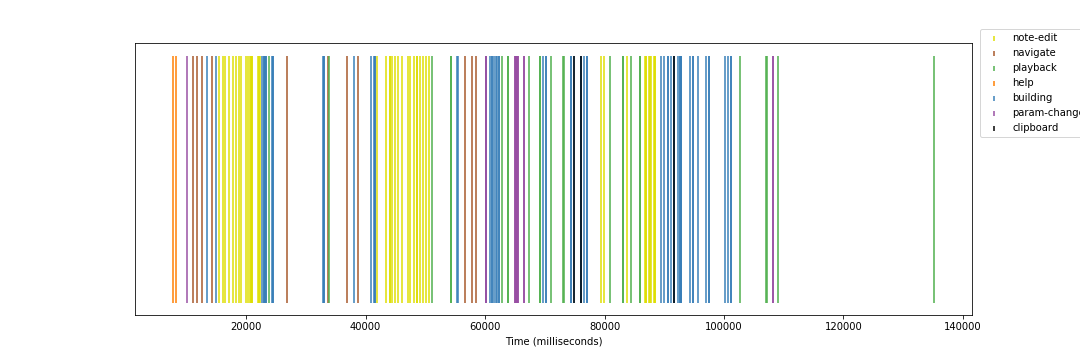 note-edit
navigate
playback
help
building
param-change
clipboard
20000 40000 60000 80000 100000 120000 140000
Time (milliseconds)